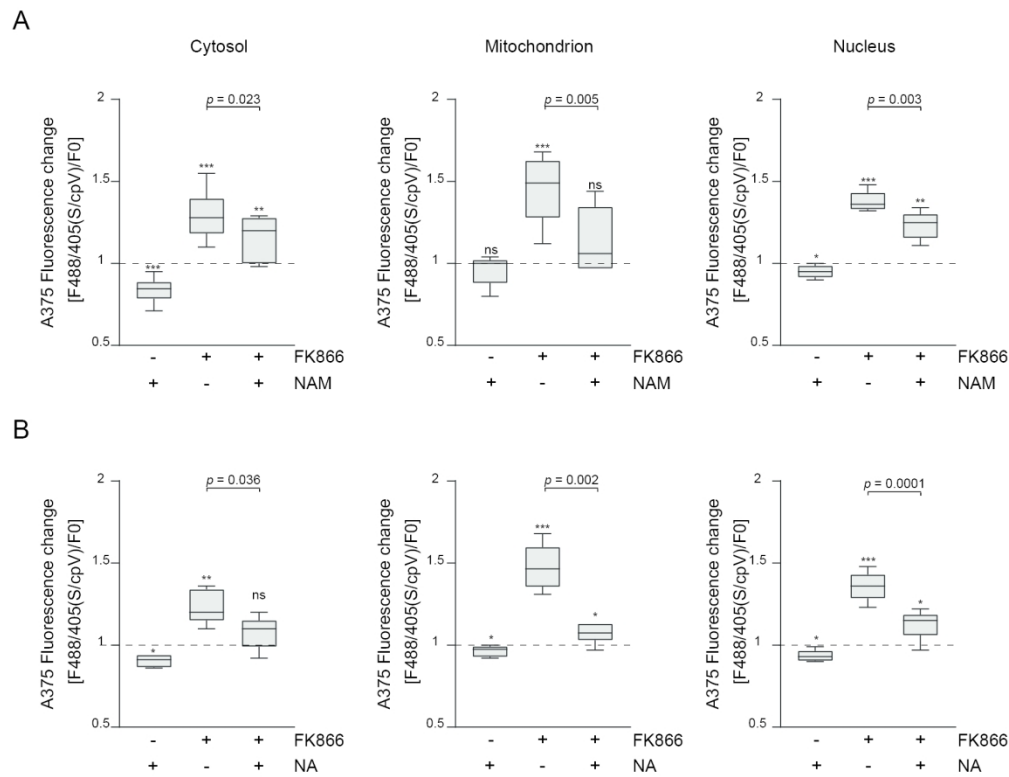 A
Cytosol Mitochondrion Nucleus
A375 Fluorescence change
[F488/405(S/cpV)/F0]
2
1.5
1
0.5
p = 0.023
***
***
**
- + + FK866
+ - + NAM
A375 Fluorescence change
[F488/405(S/cpV)/F0]
2
1.5
1
0.5
p = 0.005
ns
***
ns
- + + FK866
+ - + NAM
A375 Fluorescence change
[F488/405(S/cpV)/F0]
2
1.5
1
0.5
p = 0.003
*
***
**
- + + FK866
+ - + NAM
B
A375 Fluorescence change
[F488/405(S/cpV)/F0]
2
1.5
1
0.5
p = 0.036
*
**
ns
- + + FK866
+ - + NA
A375 Fluorescence change
[F488/405(S/cpV)/F0]
2
1.5
1
0.5
p = 0.002
*
***
*
- + + FK866
+ - + NA
A375 Fluorescence change
[F488/405(S/cpV)/F0]
2
1.5
1
0.5
p = 0.0001
*
***
*
- + + FK866
+ - + NA